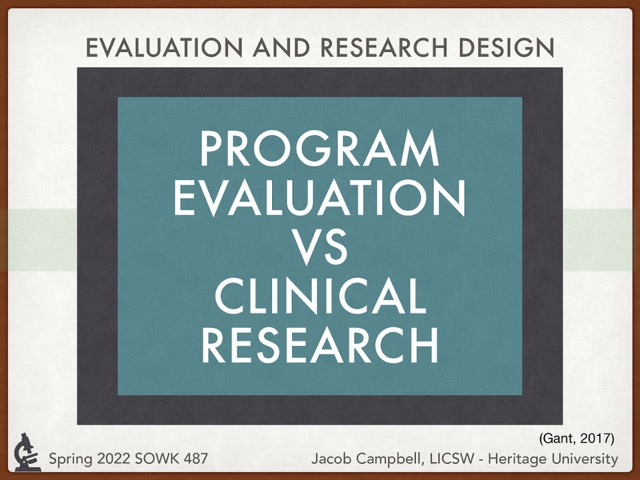 EVALUATION AND RESEARCH DESIGN
PROGRAM
EVALUATION
VS
CLINICAL
RESEARCH
(Gant, 2017)
Spring 2022 SOWK 487
Jacob Campbell, LICSW - Heritage University